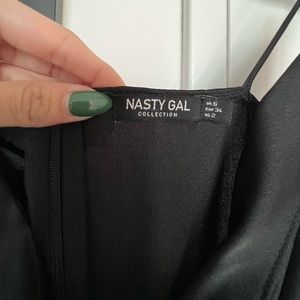 NASTY GAL
COLLECTION
UK 6
EUR 34
US 2